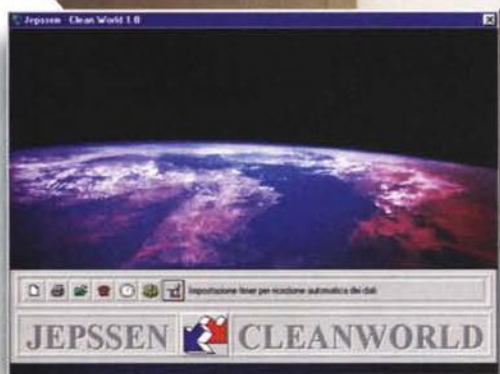 Jepssen - Clean World 1.0
Impostazione timer per ricezione automatica dei dati
JEPSSEN CLEANWORLD